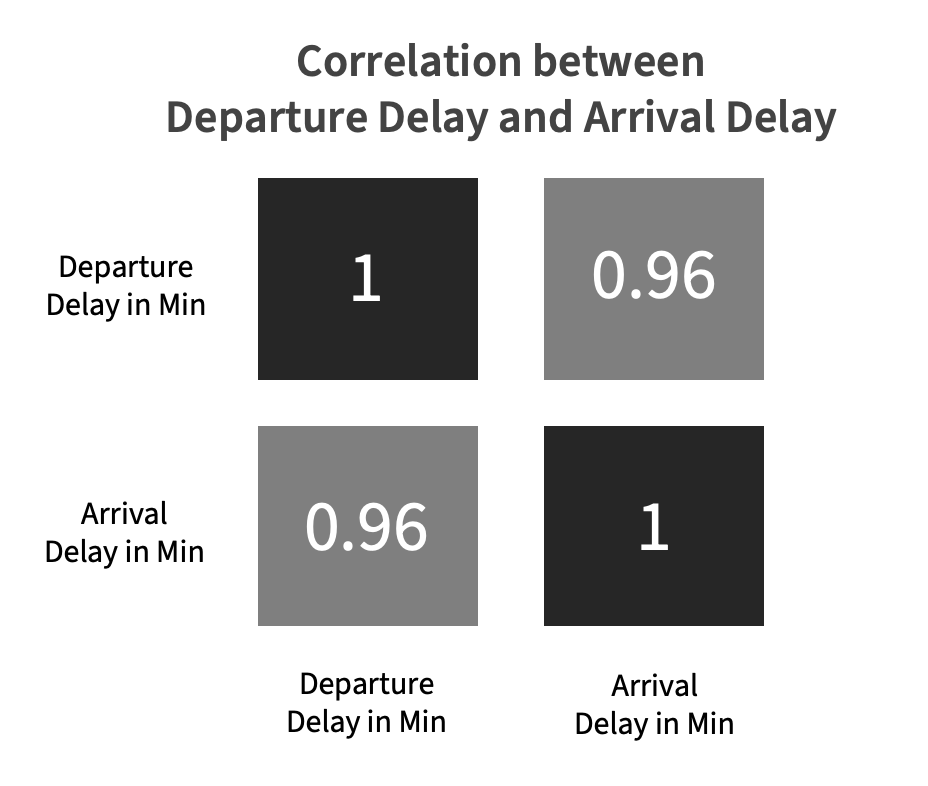 Correlation between
Departure Delay and Arrival Delay
Departure
Delay in Min
1
0.96
Arrival
Delay in Min
0.96
1
Departure
Delay in Min
Arrival
Delay in Min